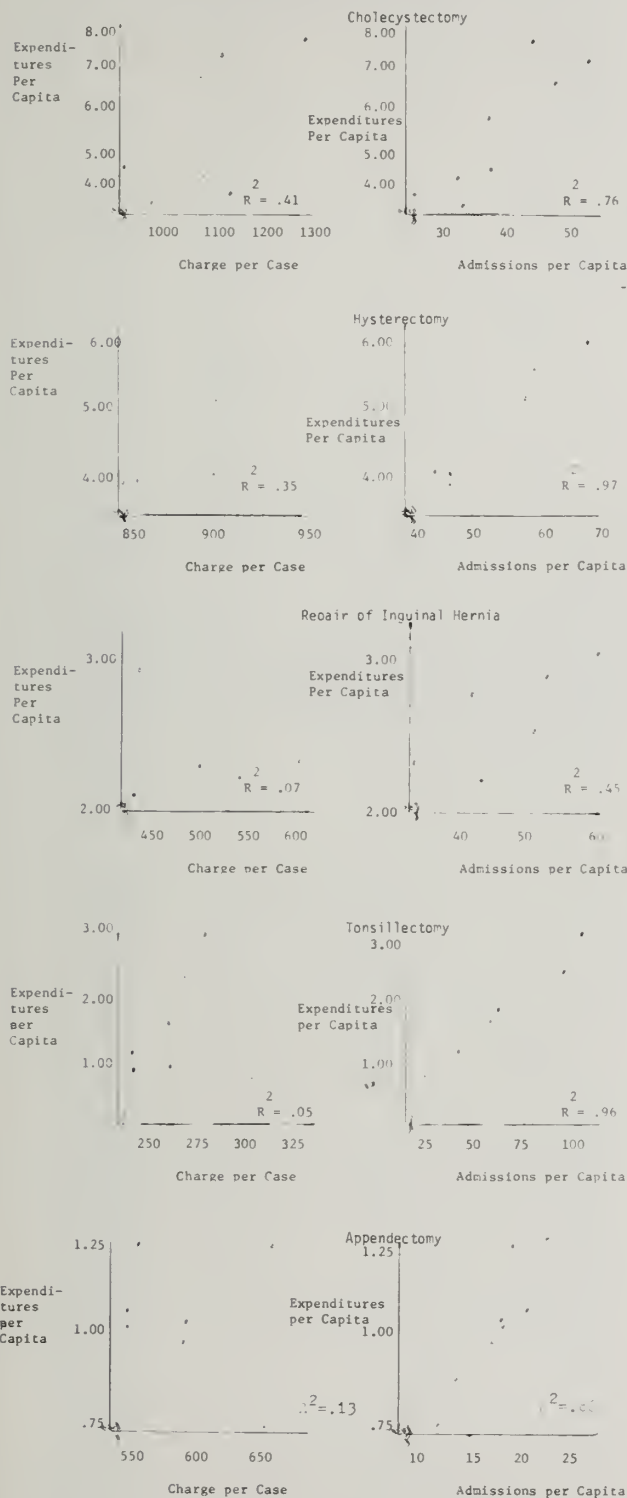 Cholecystectomy
Expendi-
tures
Per
Capita
8.00
7.00
6.00
5.00
4.00
2
R = .41
1000 1100 1200 1300
Charge per Case
8.00
7.00
6.00
Expenditures
Per Capita
5.00
4.00
2
R = .76
30 40 50
Admissions per Capita
Hysterectomy
Expendi-
tures
Per
Capita
6.00
5.00
4.00
2
R = .35
850 900 950
Charge per Case
6.00
Expenditures
Per Capita
4.00
2
R = .97
40 50 60 70
Admissions per Capita
Reoair of Inguinal Hernia
Expendi-
tures
Per
Capita
3.00
2.00
2
R = .07
450 500 550 600
Charge per Case
3.00
Expenditures
Per Capita
2.00
2
R = .45
40 50 60
Admissions per Capita
Tonsillectomy
Expendi-
tures
per
Capita
3.00
2.00
1.00
2
R = .05
250 275 300 325
Charge per Case
3.00
2.00
Expenditures
per Capita
1.00
2
R = .96
25 50 75 100
Admissions per Capita
Appendectomy
Expendi-
tures
per
Capita
1.25
1.00
.75
2
=.13
550 600 650
Charge per Case
1.25
Expenditures
per Capita
1.00
.75
2
10 15 20 25
Admissions per Capita